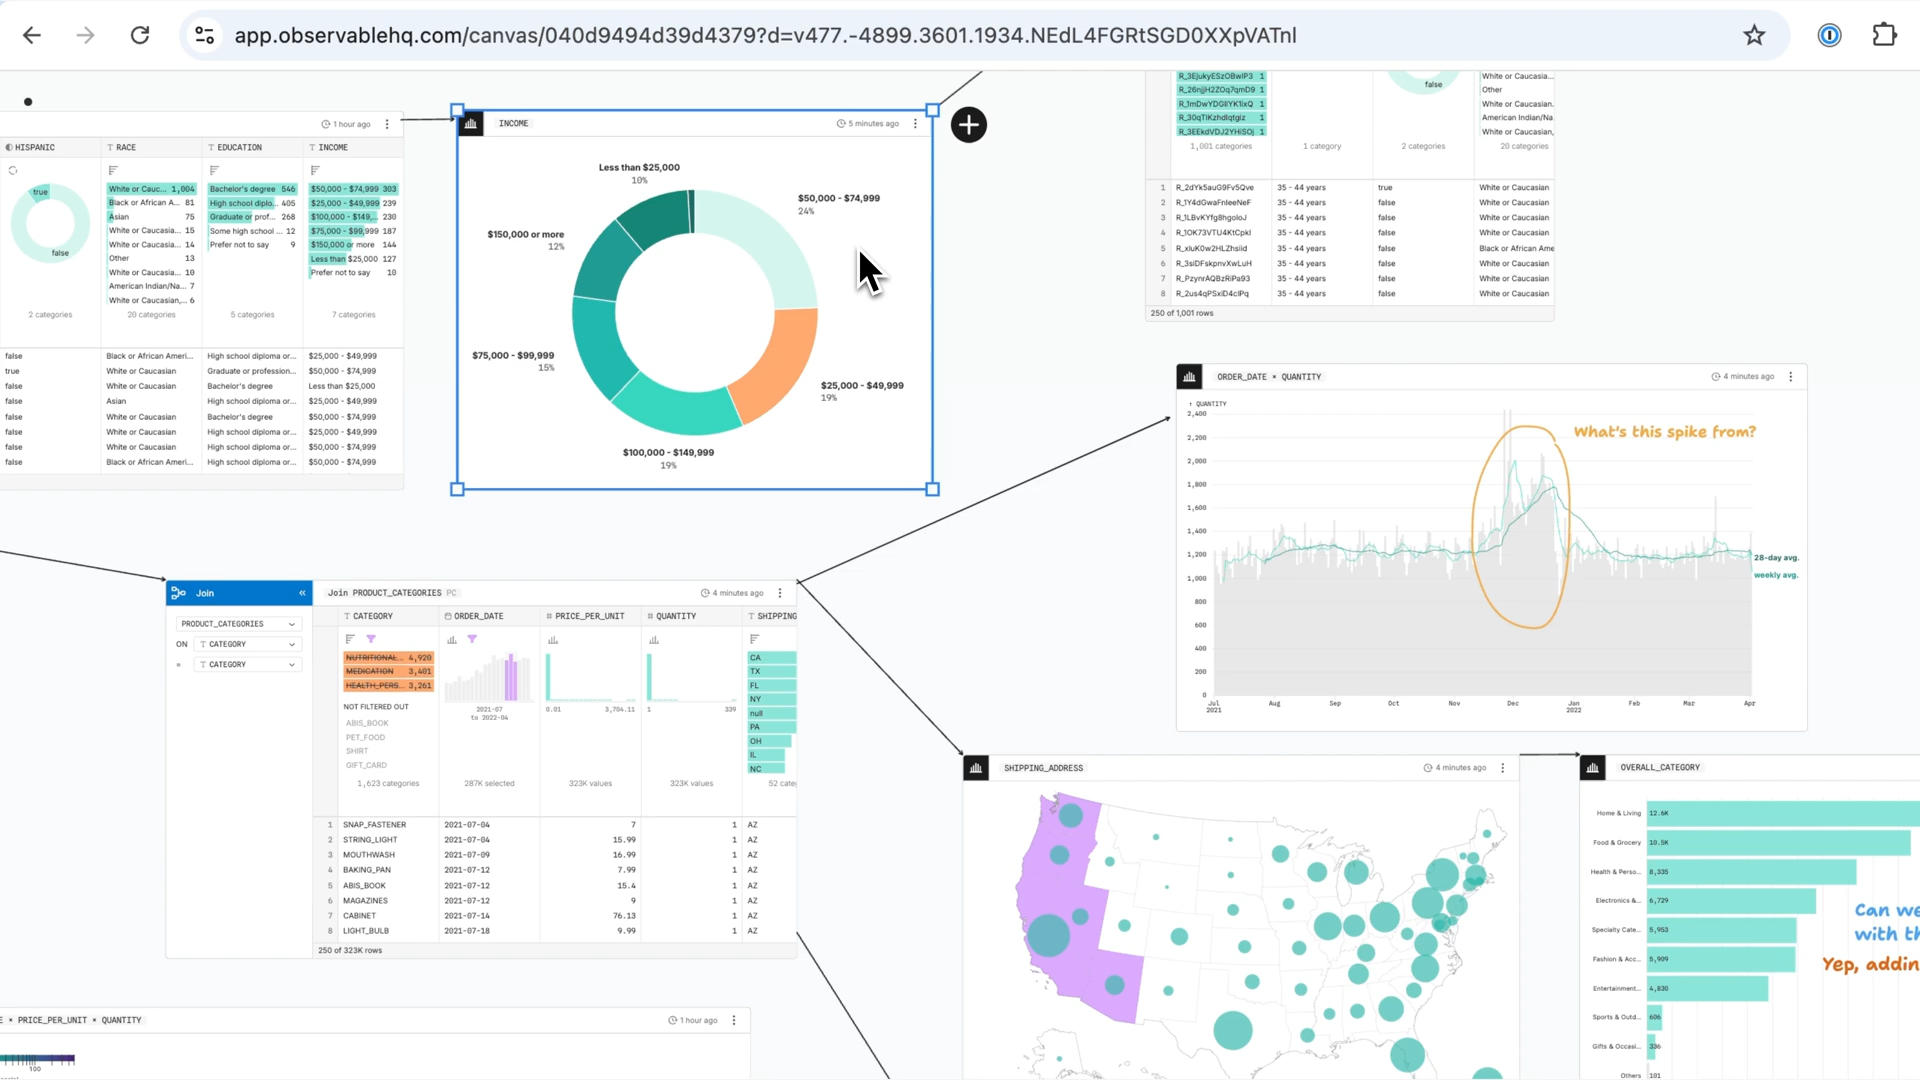 app.observablehq.com/canvas/040d9494d39d4379?d=v477.-4899.3601.1934.NEdL4FGRtSGD0XXpVATnl
1 hour ago
HISPANIC
RACE
EDUCATION
INCOME
true
false
2 categories
White or Cauc... 1,004
Black or African A... 81
Asian 75
White or Caucasia... 15
White or Caucasia... 14
Other 13
White or Caucasia... 10
American Indian/Na... 7
White or Caucasian,... 6
20 categories
Bachelor's degree 546
High school diplo... 405
Graduate or prof... 268
Some high school ... 12
Prefer not to say 9
5 categories
$50,000 - $74,999 303
$25,000 - $49,999 239
$100,000 - $149,... 230
$75,000 - $99,999 187
$150,000 or more 144
Less than $25,000 127
Prefer not to say 10
7 categories
false Black or African Ameri... High school diploma or... $25,000 - $49,999
true White or Caucasian Graduate or profession... $50,000 - $74,999
false White or Caucasian Bachelor's degree Less than $25,000
false Asian High school diploma or... $25,000 - $49,999
false White or Caucasian Bachelor's degree $50,000 - $74,999
false White or Caucasian High school diploma or... $25,000 - $49,999
false White or Caucasian High school diploma or... $50,000 - $74,999
false Black or African Ameri... High school diploma or... $50,000 - $74,999
INCOME
5 minutes ago
Less than $25,000
10%
$50,000 - $74,999
24%
$150,000 or more
12%
$75,000 - $99,999
15%
$25,000 - $49,999
19%
$100,000 - $149,999
19%
R_3EjukyESzOBwlP3 1
R_26njjH2ZOq7qmD9 1
R_1mDwYDGIlYK1ixQ 1
R_30qTIKzhdlqtgiz 1
R_3EEkdVDJ2YHiSOj 1
1,001 categories
1 category
false
2 categories
White or Caucasia...
Other
White or Caucasian.
American Indian/Na.
White or Caucasian,
20 categories
1 R_2dYk5auG9Fv5Qve 35 - 44 years true White or Caucasian
2 R_1Y4dGwaFnIeeNeF 35 - 44 years false White or Caucasian
3 R_1LBvKYfg8hgoIoJ 35 - 44 years false White or Caucasian
4 R_1OK73VTU4KtCpkI 35 - 44 years false White or Caucasian
5 R_xIuK0w2HLZhsiid 35 - 44 years false Black or African Ame
6 R_3siDFskpnvXwLuH 35 - 44 years false White or Caucasian
7 R_PzynrAQBzRiPa93 35 - 44 years false White or Caucasian
8 R_2us4qPSxiD4cIPq 35 - 44 years false White or Caucasian
250 of 1,001 rows
ORDER_DATE × QUANTITY
4 minutes ago
↑ QUANTITY
2,400
2,200
2,000
1,800
1,600
1,400
1,200
1,000
800
600
400
200
0
What's this spike from?
28-day avg.
weekly avg.
Jul Aug Sep Oct Nov Dec Jan Feb Mar Apr
2021 2022
Join
PRODUCT_CATEGORIES
ON CATEGORY
= CATEGORY
Join PRODUCT_CATEGORIES PC
4 minutes ago
CATEGORY
ORDER_DATE
PRICE_PER_UNIT
QUANTITY
SHIPPING
NUTRITIONAL... 4,920
MEDICATION 3,401
HEALTH_PERS... 3,261
NOT FILTERED OUT
ABIS_BOOK
PET_FOOD
SHIRT
GIFT_CARD
1,623 categories
2021-07
to 2022-04
287K selected
0.01 3,704.11
323K values
1 339
323K values
CA
TX
FL
NY
null
PA
OH
IL
NC
52 cate
1 SNAP_FASTENER 2021-07-04 7 1 AZ
2 STRING_LIGHT 2021-07-04 15.99 1 AZ
3 MOUTHWASH 2021-07-09 16.99 1 AZ
4 BAKING_PAN 2021-07-12 7.99 1 AZ
5 ABIS_BOOK 2021-07-12 15.4 1 AZ
6 MAGAZINES 2021-07-12 9 1 AZ
7 CABINET 2021-07-14 76.13 1 AZ
8 LIGHT_BULB 2021-07-18 9.99 1 AZ
250 of 323K rows
SHIPPING_ADDRESS
4 minutes ago
OVERALL_CATEGORY
Home & Living 12.6K
Food & Grocery 10.5K
Health & Perso... 8,335
Electronics &... 6,729
Specialty Cate... 5,953
Fashion & Acc... 5,909
Entertainment... 4,830
Sports & Outd... 606
Gifts & Occasi... 336
Others 101
Can we
with th
Yep, addin
E × PRICE_PER_UNIT × QUANTITY
1 hour ago
100